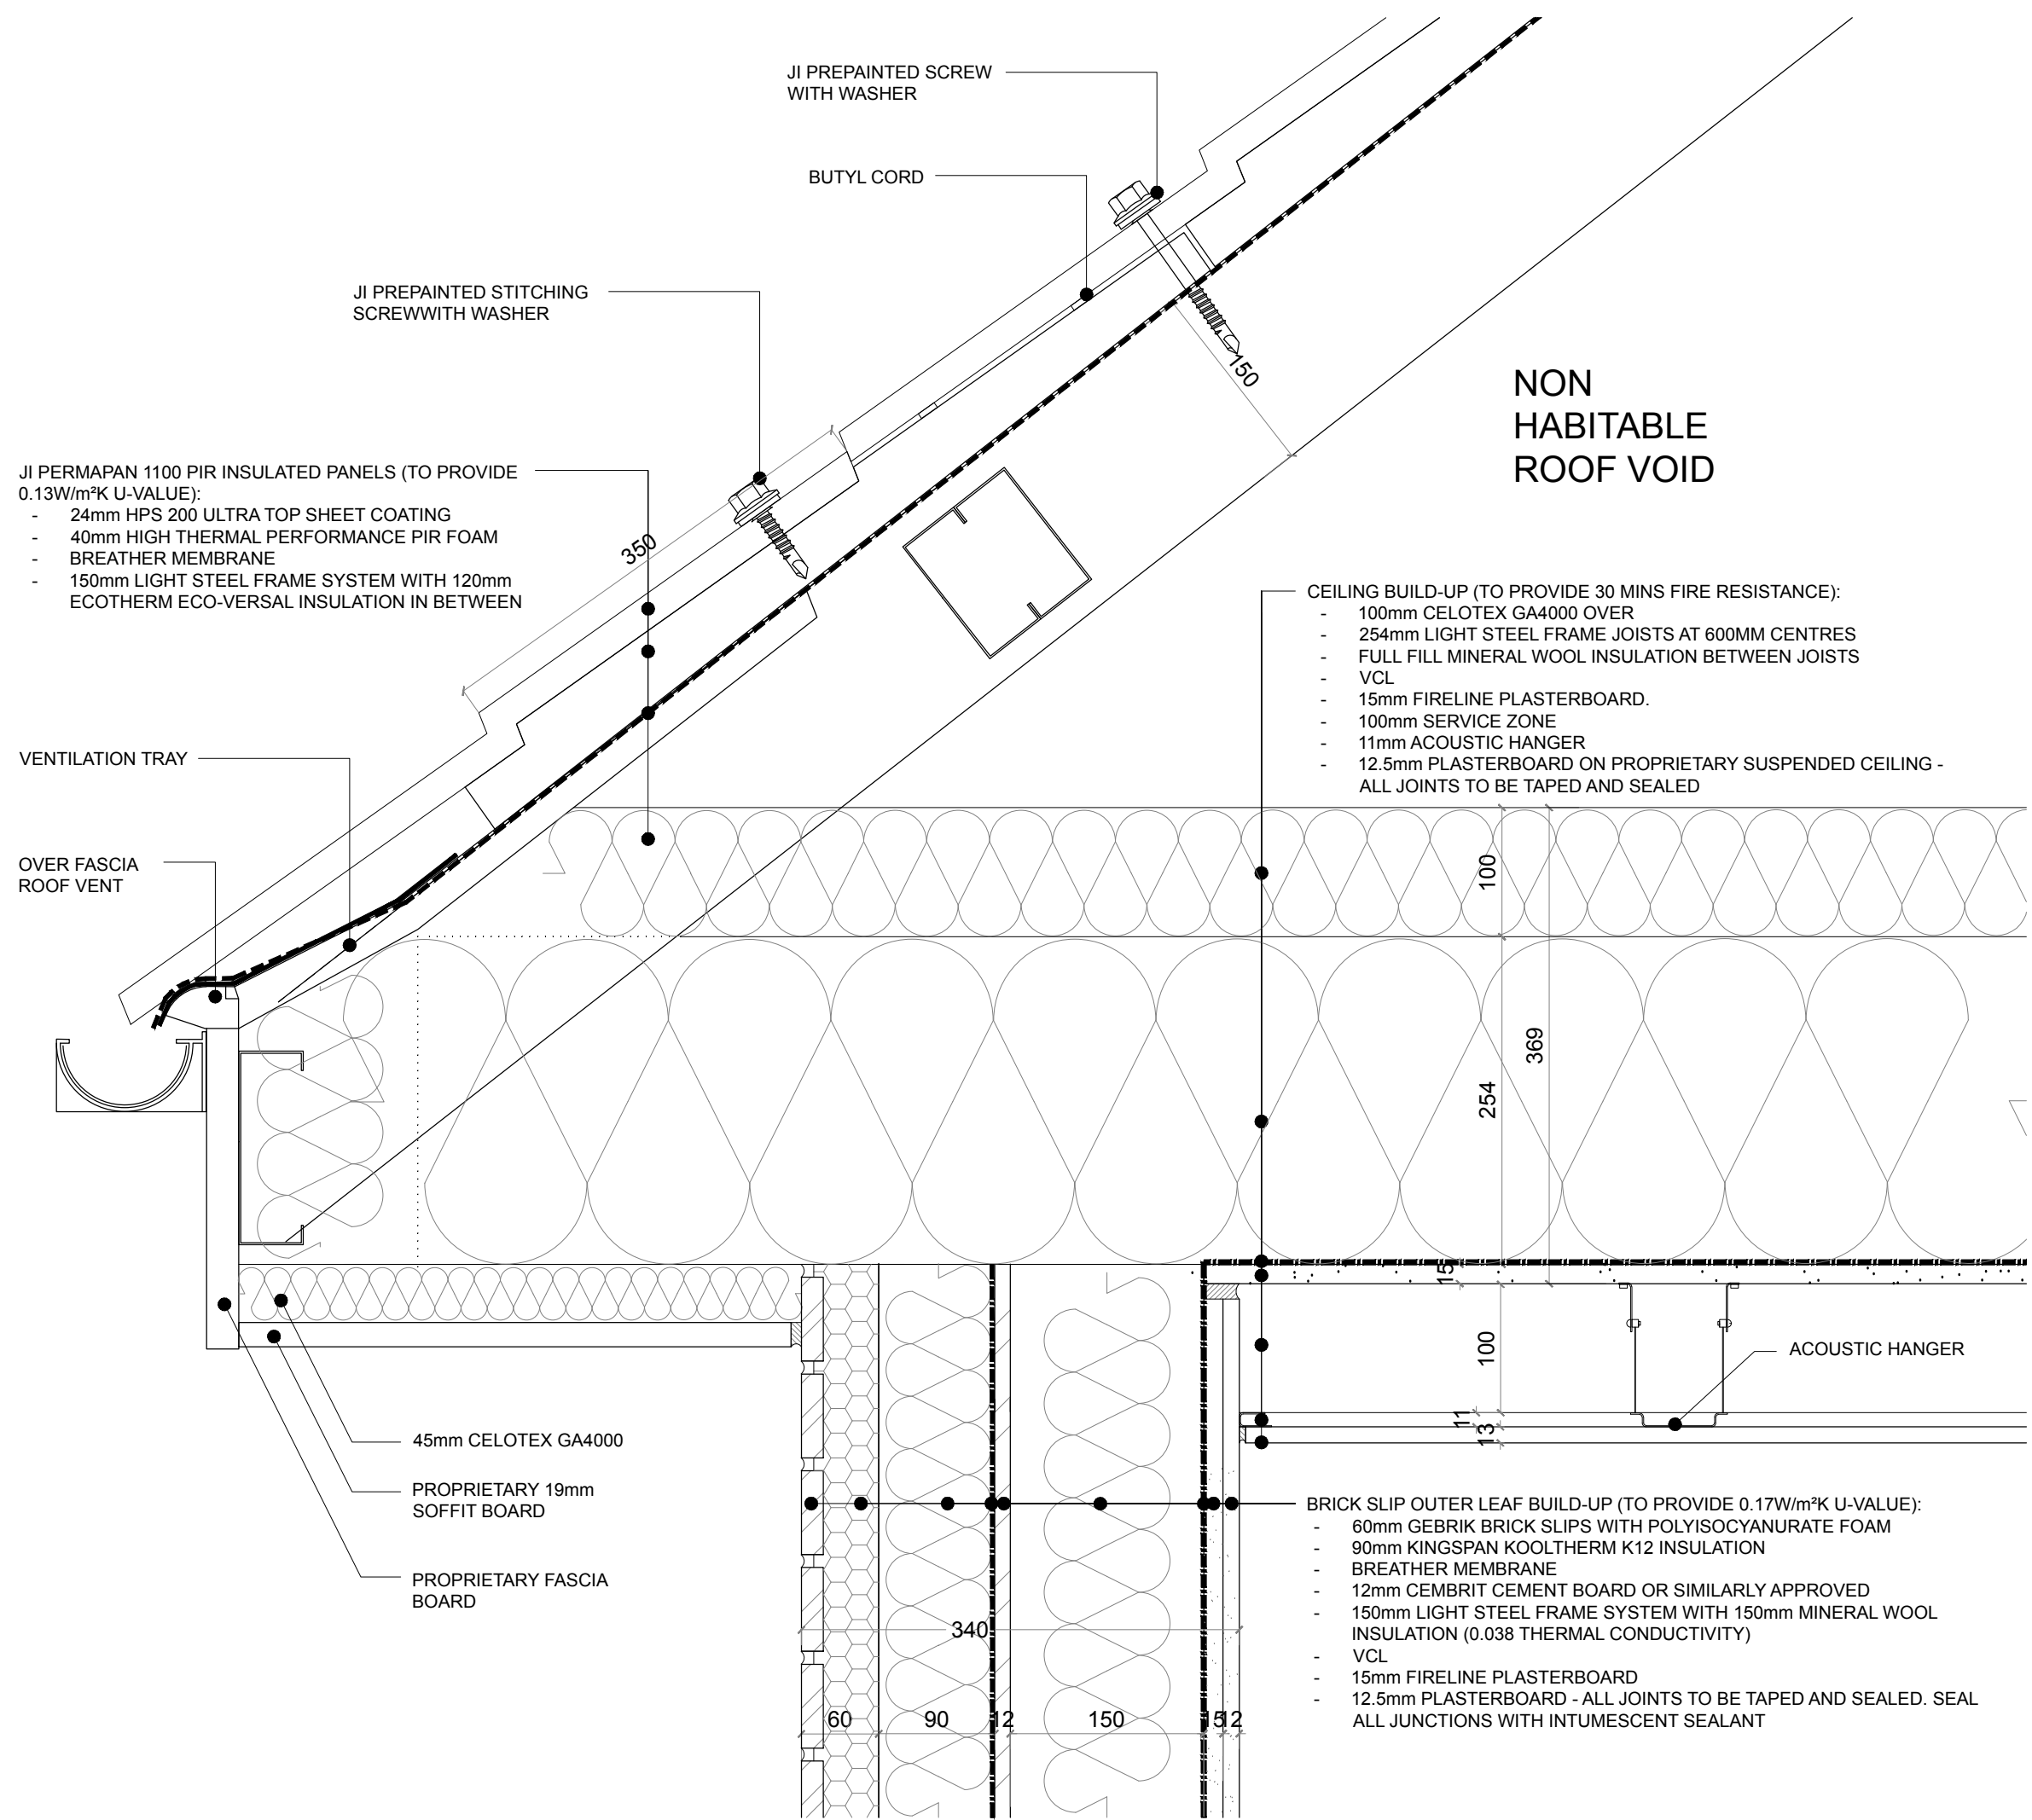 JI PREPAINTED SCREW
WITH WASHER
BUTYL CORD
JI PREPAINTED STITCHING
SCREWWITH WASHER
150
NON
HABITABLE
ROOF VOID
JI PERMAPAN 1100 PIR INSULATED PANELS (TO PROVIDE
0.13W/m²K U-VALUE):
- 24mm HPS 200 ULTRA TOP SHEET COATING
- 40mm HIGH THERMAL PERFORMANCE PIR FOAM
- BREATHER MEMBRANE
- 150mm LIGHT STEEL FRAME SYSTEM WITH 120mm
ECOTHERM ECO-VERSAL INSULATION IN BETWEEN
350
CEILING BUILD-UP (TO PROVIDE 30 MINS FIRE RESISTANCE):
- 100mm CELOTEX GA4000 OVER
- 254mm LIGHT STEEL FRAME JOISTS AT 600MM CENTRES
- FULL FILL MINERAL WOOL INSULATION BETWEEN JOISTS
- VCL
- 15mm FIRELINE PLASTERBOARD.
- 100mm SERVICE ZONE
- 11mm ACOUSTIC HANGER
- 12.5mm PLASTERBOARD ON PROPRIETARY SUSPENDED CEILING -
ALL JOINTS TO BE TAPED AND SEALED
VENTILATION TRAY
OVER FASCIA
ROOF VENT
100
369
254
15
100
ACOUSTIC HANGER
11
13
45mm CELOTEX GA4000
PROPRIETARY 19mm
SOFFIT BOARD
PROPRIETARY FASCIA
BOARD
BRICK SLIP OUTER LEAF BUILD-UP (TO PROVIDE 0.17W/m²K U-VALUE):
- 60mm GEBRIK BRICK SLIPS WITH POLYISOCYANURATE FOAM
- 90mm KINGSPAN KOOLTHERM K12 INSULATION
- BREATHER MEMBRANE
- 12mm CEMBRIT CEMENT BOARD OR SIMILARLY APPROVED
- 150mm LIGHT STEEL FRAME SYSTEM WITH 150mm MINERAL WOOL
INSULATION (0.038 THERMAL CONDUCTIVITY)
- VCL
- 15mm FIRELINE PLASTERBOARD
- 12.5mm PLASTERBOARD - ALL JOINTS TO BE TAPED AND SEALED. SEAL
ALL JUNCTIONS WITH INTUMESCENT SEALANT
340
60 90 12 150 15 12